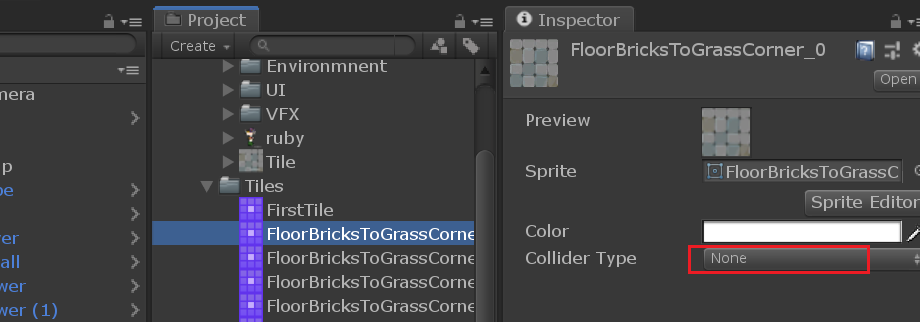 amera
p
pe
ver
all
wer
wer (1)
Project
Create
Environmnent
UI
VFX
ruby
Tile
Tiles
FirstTile
FloorBricksToGrassCorne
FloorBricksToGrassCorne
FloorBricksToGrassCorne
FloorBricksToGrassCorne
Inspector
FloorBricksToGrassCorner_0
Open
Preview
Sprite
FloorBricksToGrassC
Sprite Editor
Color
Collider Type
None